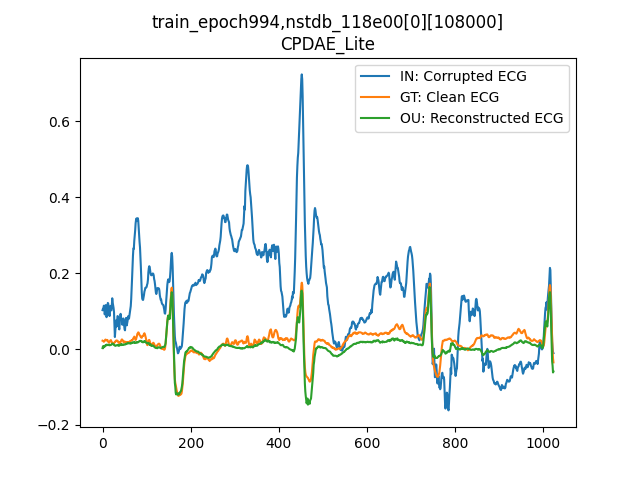 train_epoch994,nstdb_118e00[0][108000]
CPDAE_Lite
IN: Corrupted ECG
GT: Clean ECG
OU: Reconstructed ECG
0.6
0.4
0.2
0.0
−0.2
0 200 400 600 800 1000